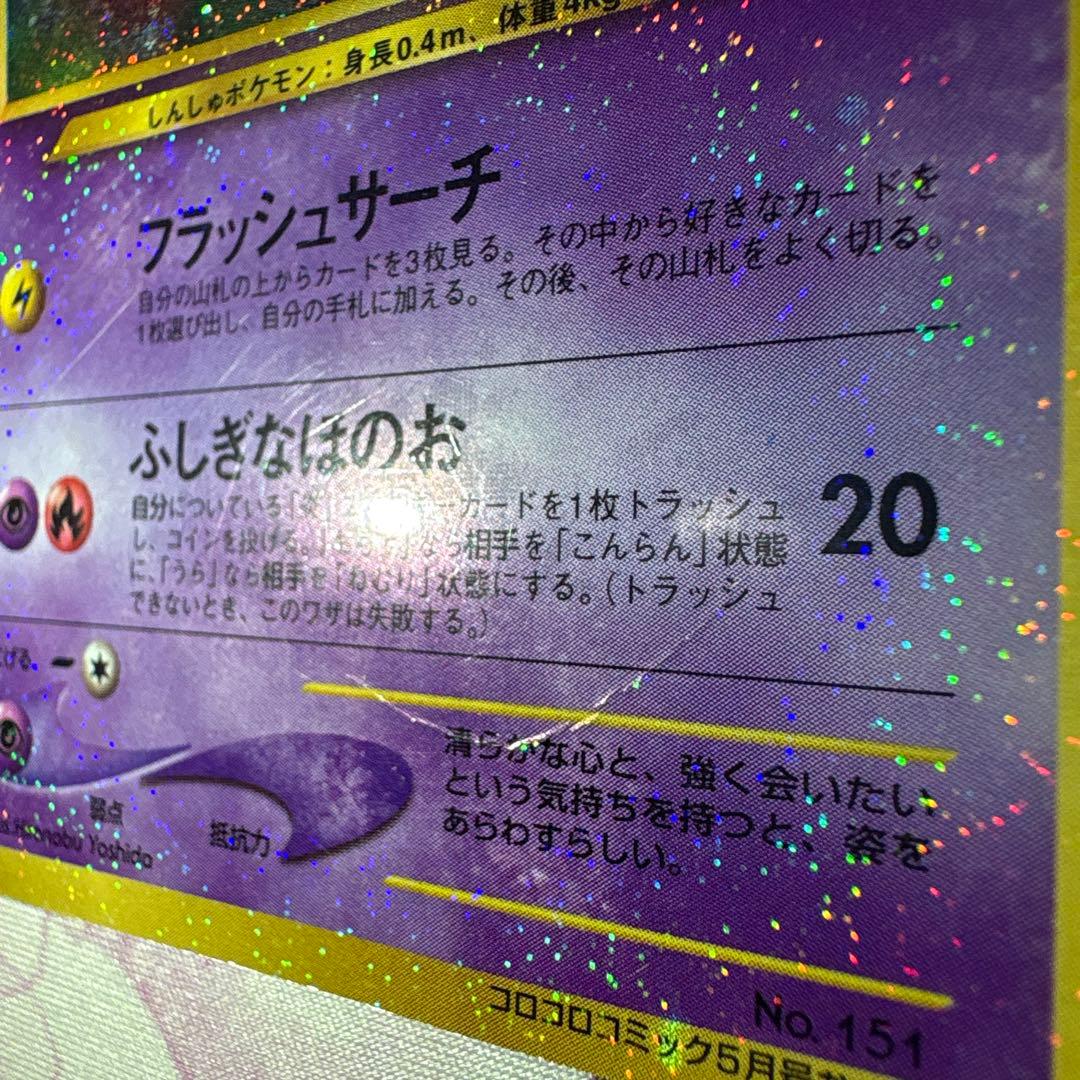 しんしゅポケモン:身長0.4m、体重4kg
フラッシュサーチ
自分の山札の上からカードを3枚見る。その中から好きなカードを
1枚選び出し、自分の手札に加える。その後、その山札をよく切る。
ふしぎなほのお
20
自分についている「炎」カードを1枚トラッシュ
し、コインを投げる。「おもて」なら相手を「こんらん」状態
に、「うら」なら相手を「ねむり」状態にする。(トラッシュ
できないとき、このワザは失敗する。)
げる
弱点
抵抗力
清らかな心と、強く会いたい
という気持ちを持つと、姿を
あらわすらしい。
Yoshida
No. 151
コロコロコミック5月号